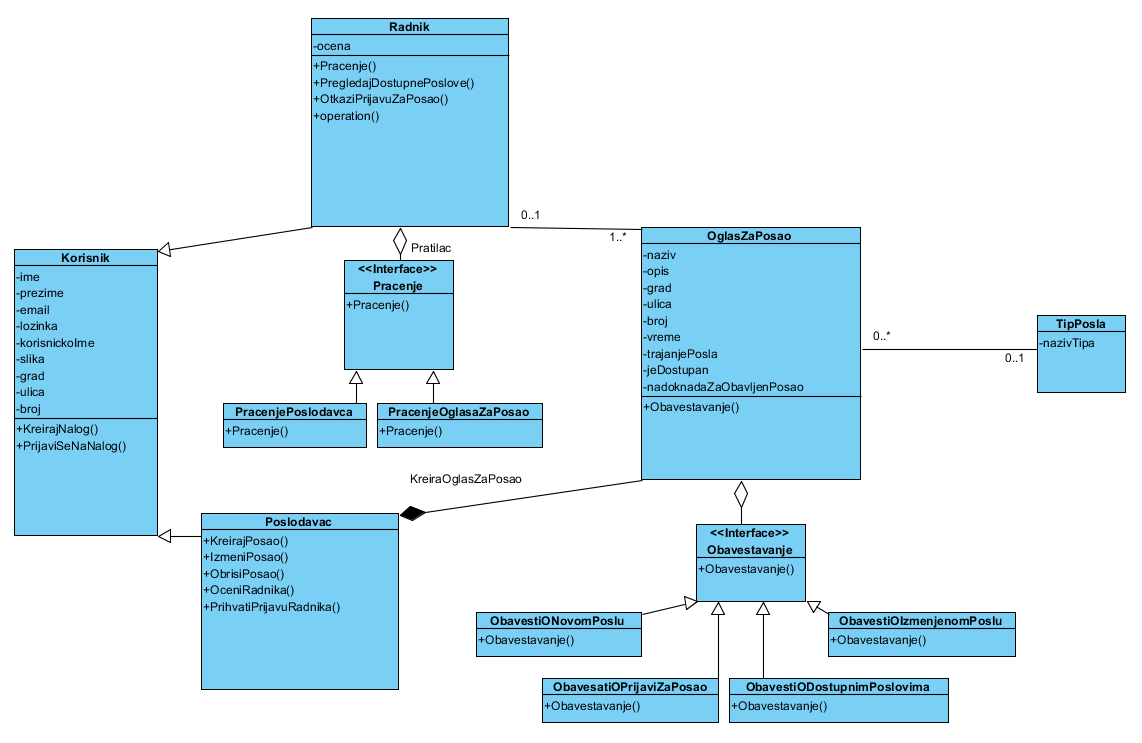 Radnik
-ocena
+Pracenje()
+PregledajDostupnePoslove()
+OtkaziPrijavuZaPosao()
+operation()
0..1
1..*
Pratilac
Korisnik
-ime
-prezime
-email
-lozinka
-korisnickoIme
-slika
-grad
-ulica
-broj
+KreirajNalog()
+PrijaviSeNaNalog()
<<Interface>>
Pracenje
+Pracenje()
PracenjePoslodavca
+Pracenje()
PracenjeOglasaZaPosao
+Pracenje()
OglasZaPosao
-naziv
-opis
-grad
-ulica
-broj
-vreme
-trajanjePosla
-jeDostupan
-nadoknadaZaObavljenPosao
+Obavestavanje()
0..*
0..1
TipPosla
-nazivTipa
KreiraOglasZaPosao
Poslodavac
+KreirajPosao()
+IzmeniPosao()
+ObrisiPosao()
+OceniRadnika()
+PrihvatiPrijavuRadnika()
<<Interface>>
Obavestavanje
+Obavestavanje()
ObavestiONovomPoslu
+Obavestavanje()
ObavestiOIzmenjenomPoslu
+Obavestavanje()
ObavesatiOPrijaviZaPosao
+Obavestavanje()
ObavestiODostupnimPoslovima
+Obavestavanje()